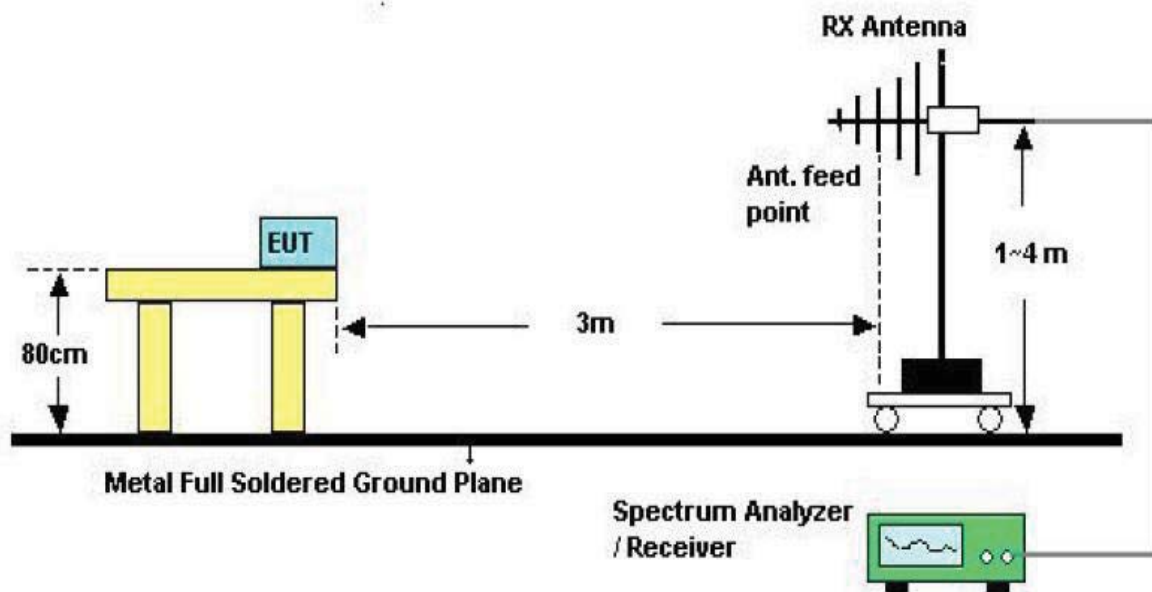 RX Antenna
Ant. feed
point
EUT
1~4 m
3m
80cm
Metal Full Soldered Ground Plane
Spectrum Analyzer
/ Receiver